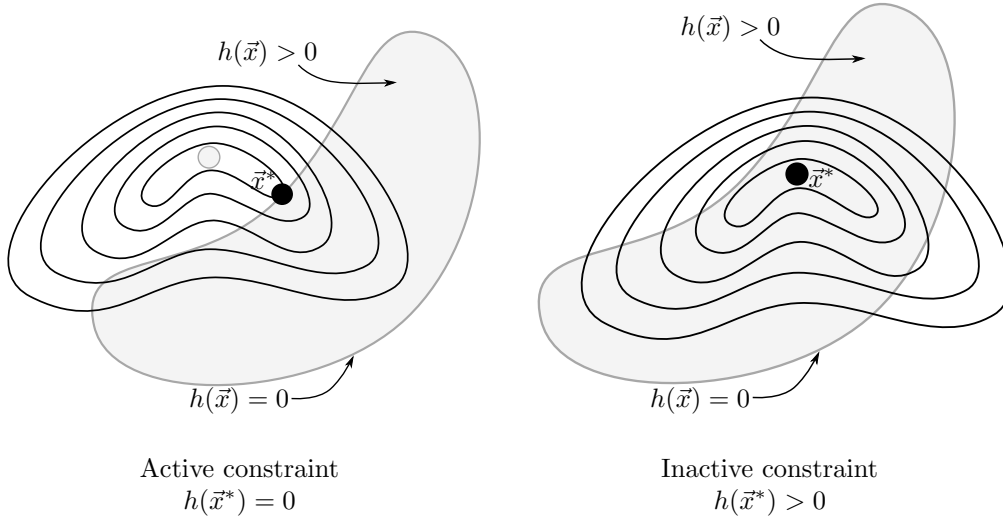 h(x⃗) > 0
x⃗*
h(x⃗) = 0
Active constraint
h(x⃗*) = 0
h(x⃗) > 0
x⃗*
h(x⃗) = 0
Inactive constraint
h(x⃗*) > 0